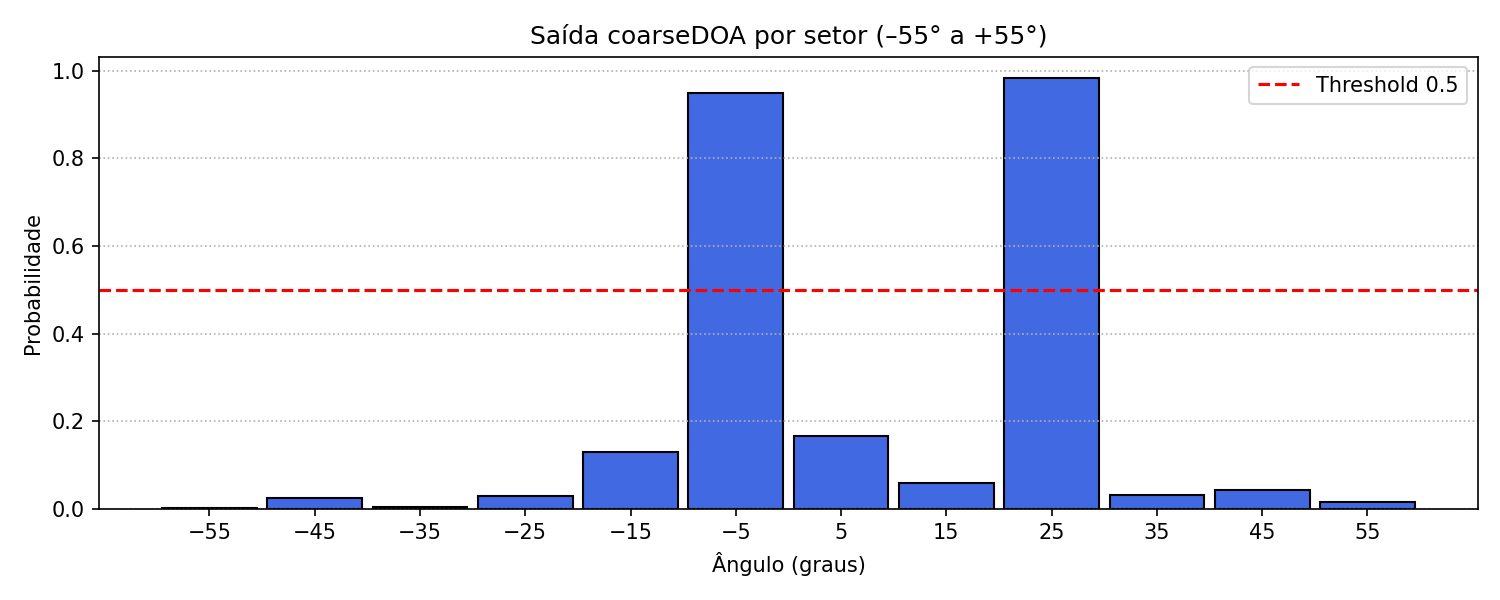 Saída coarseDOA por setor (–55° a +55°)
Threshold 0.5
Probabilidade
1.0
0.8
0.6
0.4
0.2
0.0
−55 −45 −35 −25 −15 −5 5 15 25 35 45 55
Ângulo (graus)